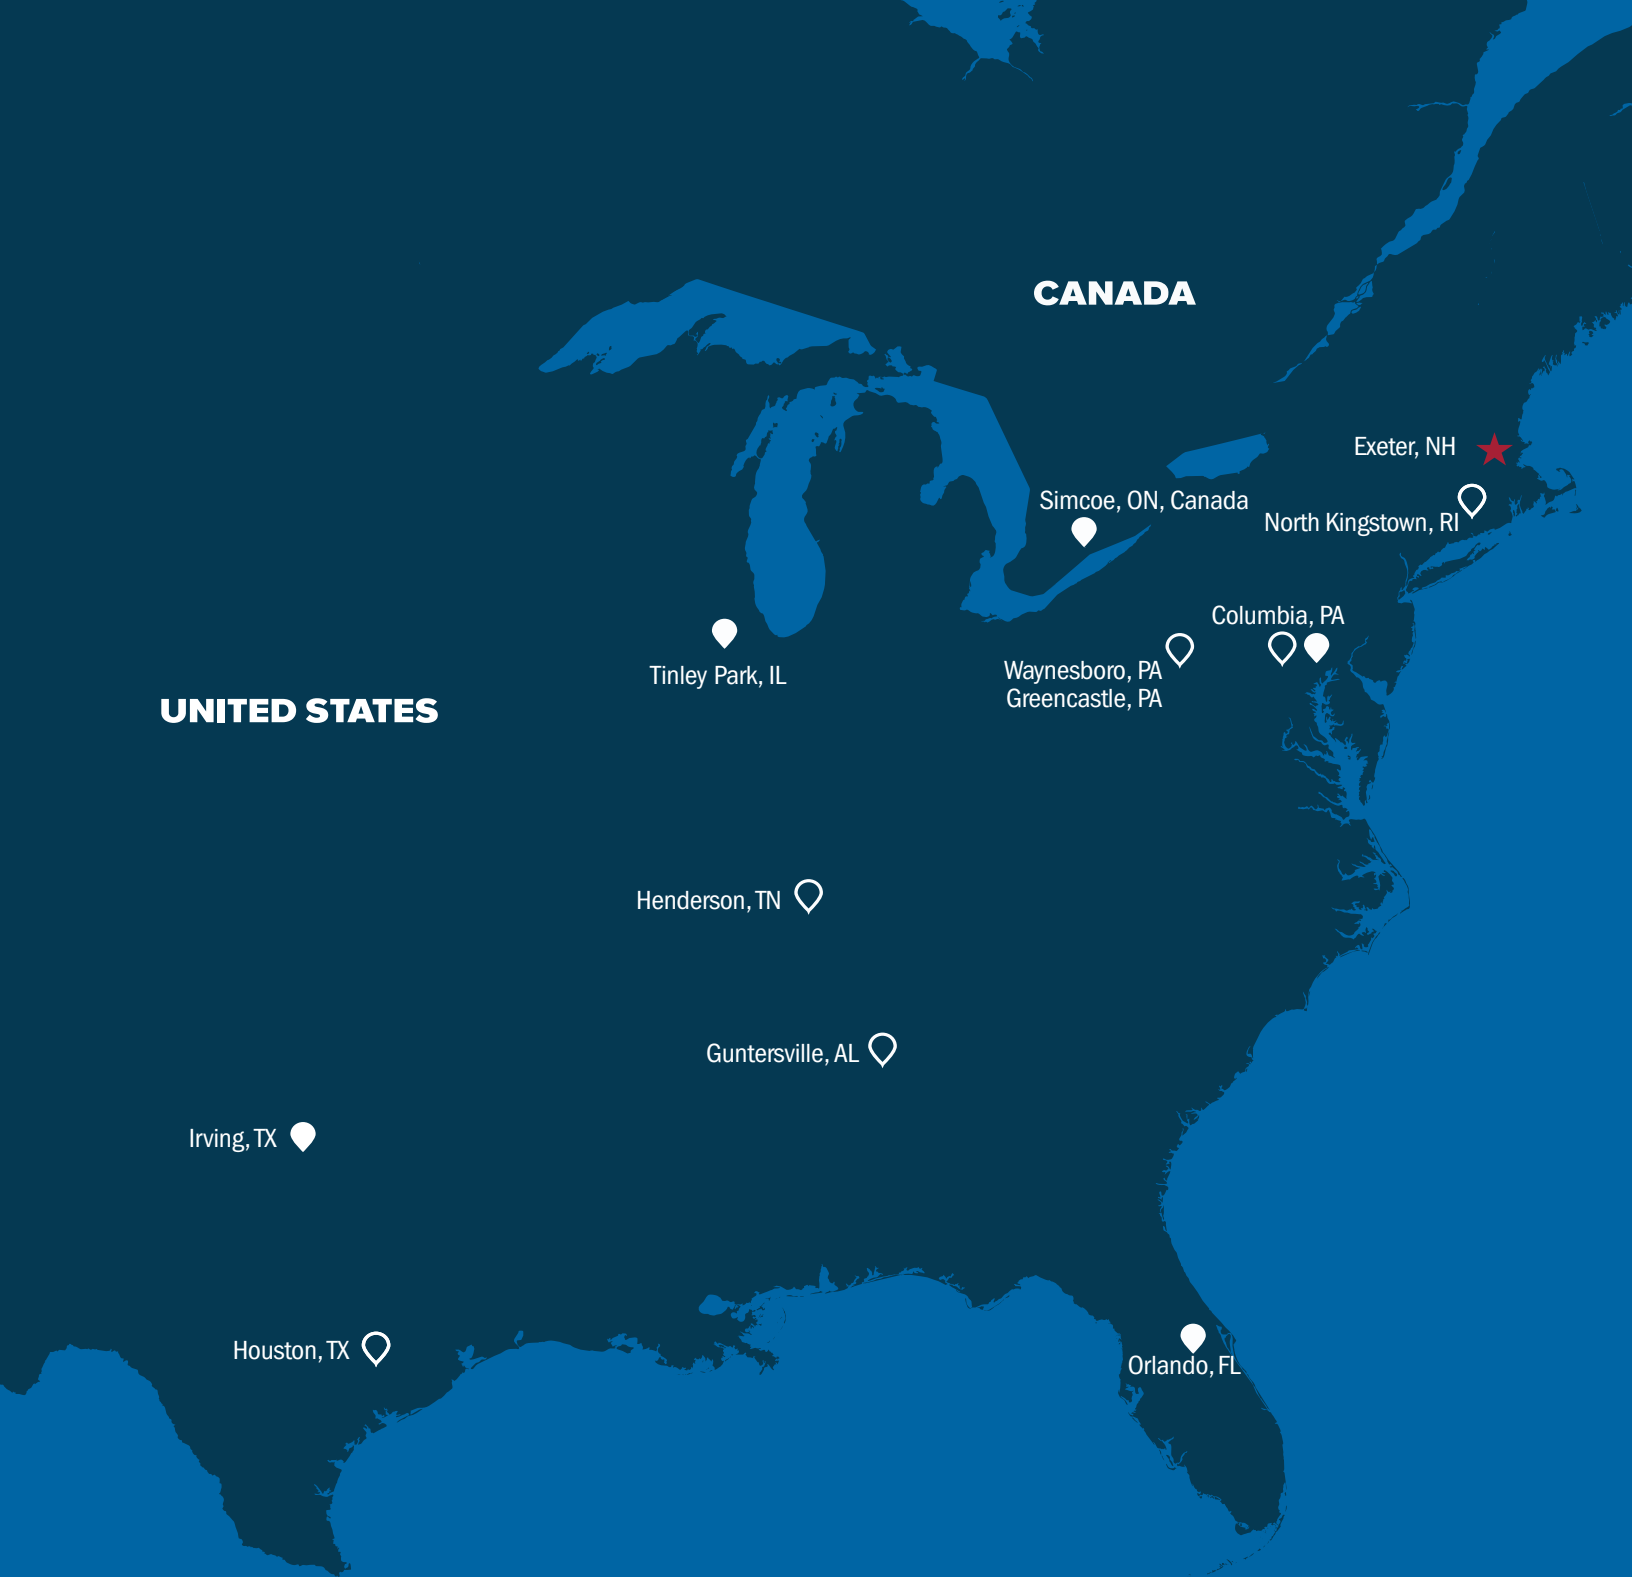 CANADA
Exeter, NH
Simcoe, ON, Canada
North Kingstown, RI
Columbia, PA
Waynesboro, PA
Greencastle, PA
Tinley Park, IL
UNITED STATES
Henderson, TN
Guntersville, AL
Irving, TX
Houston, TX
Orlando, FL